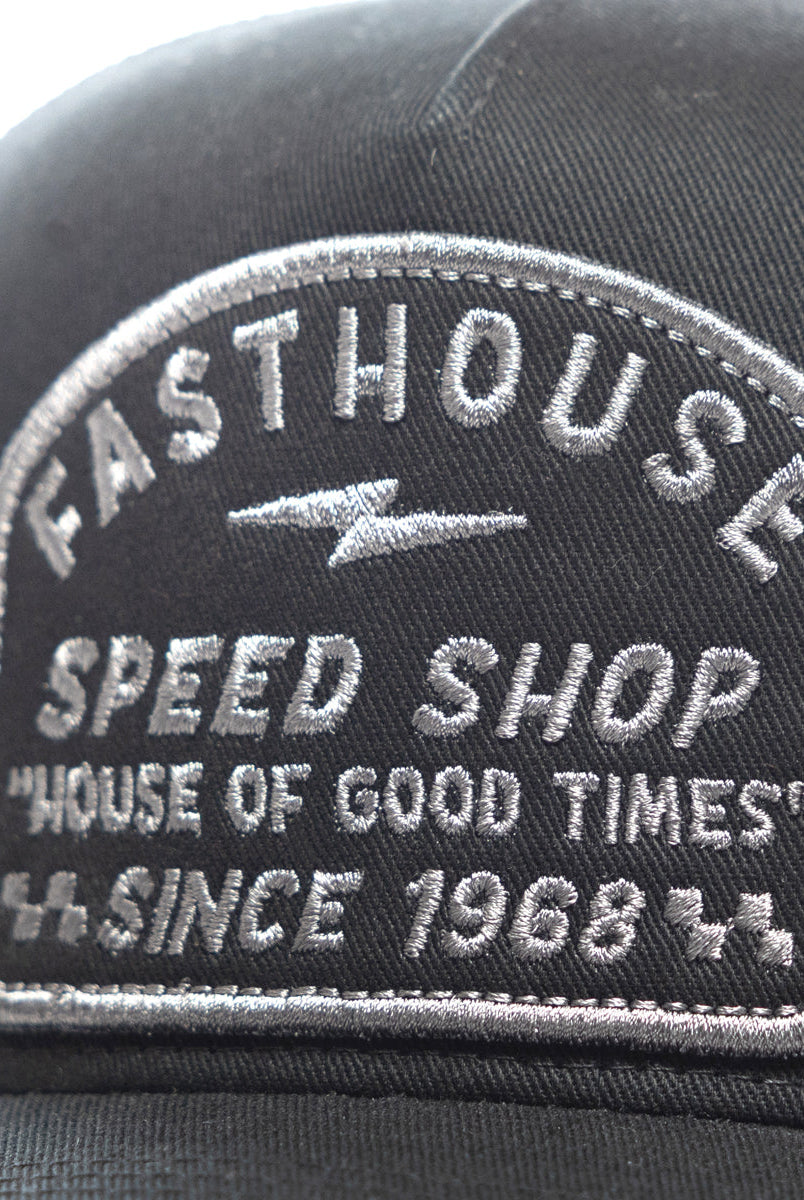 FASTHOUSE
SPEED SHOP
"HOUSE OF GOOD TIMES"
SINCE 1968